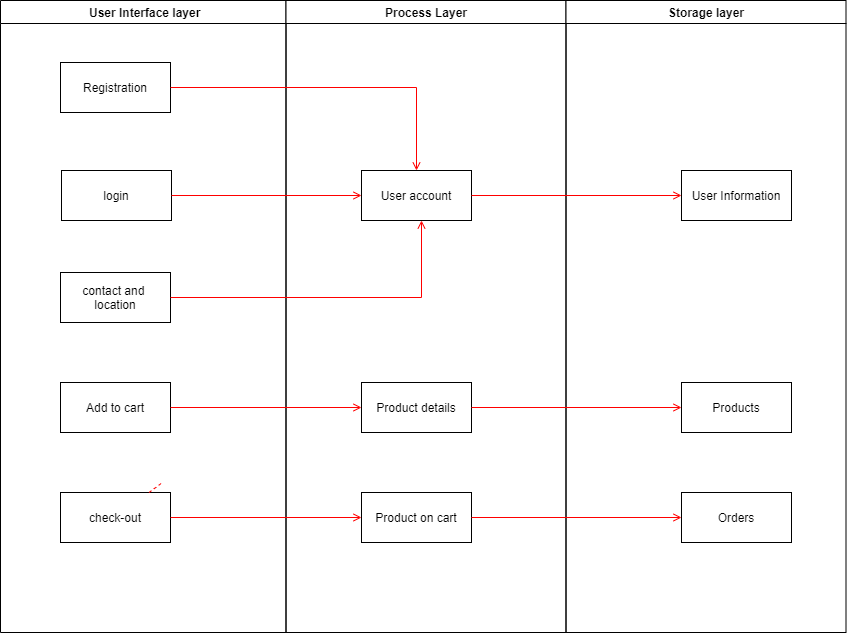 User Interface layer
Process Layer
Storage layer
Registration
login
User account
User Information
contact and
location
Add to cart
Product details
Products
check-out
Product on cart
Orders